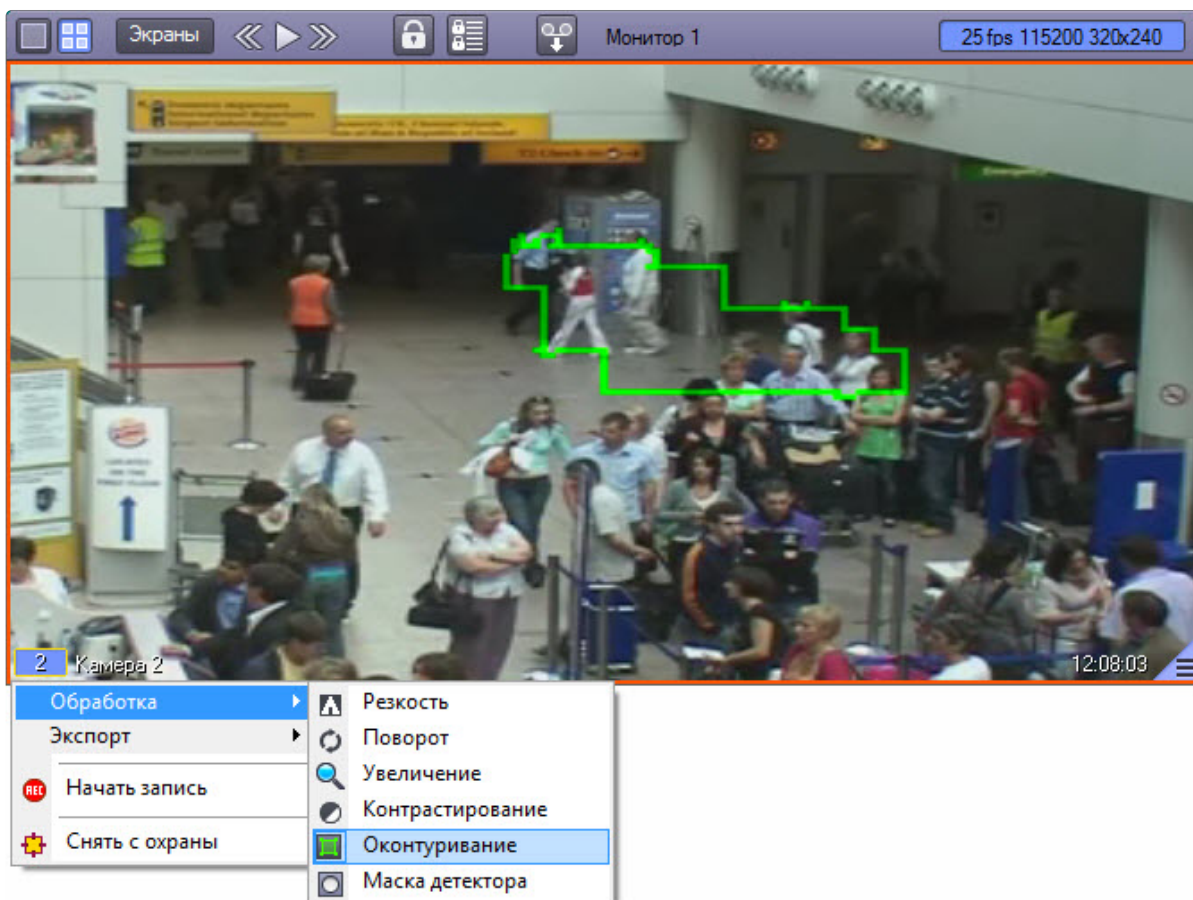 Экраны
Монитор 1
25 fps 115200 320x240
2 Камера 2
12:08:03
Обработка
Экспорт
Начать запись
Снять с охраны
Резкость
Поворот
Увеличение
Контрастирование
Оконтуривание
Маска детектора